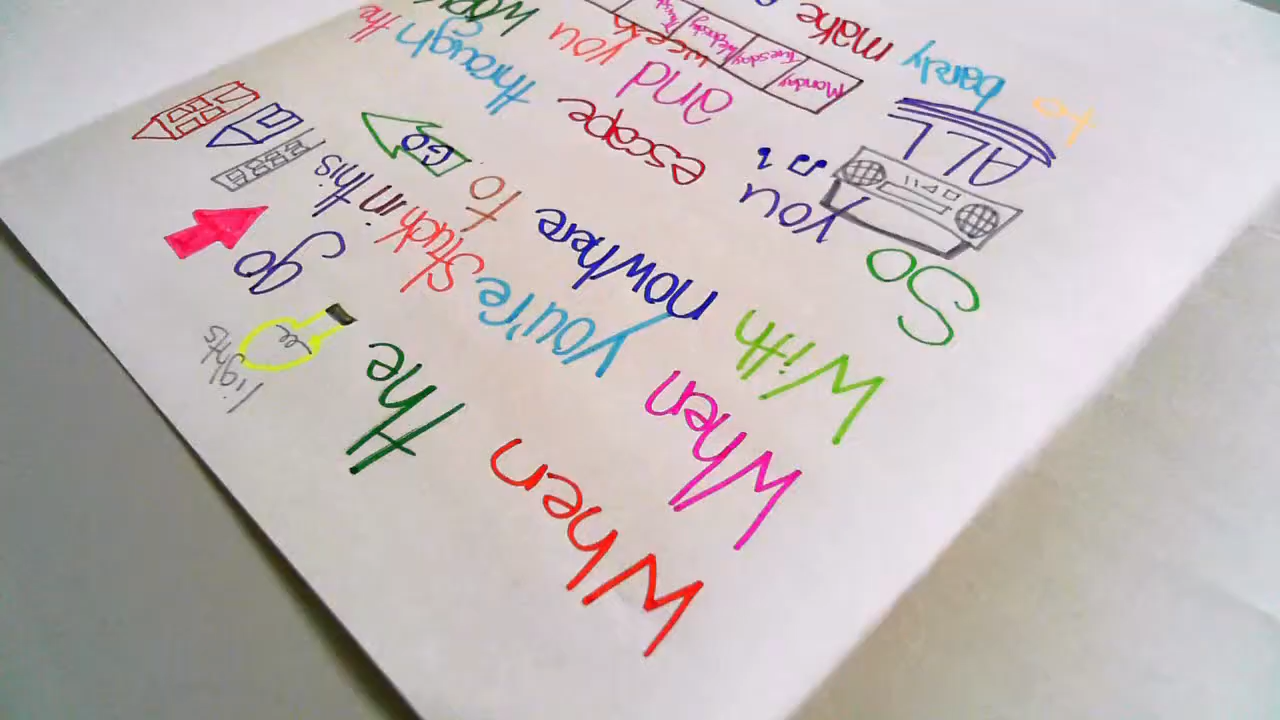 When the lights go
When you're stuck in this
With nowhere to GO
So you escape through the
ALL and you work
week
Monday Tuesday Wednesday
to barely make